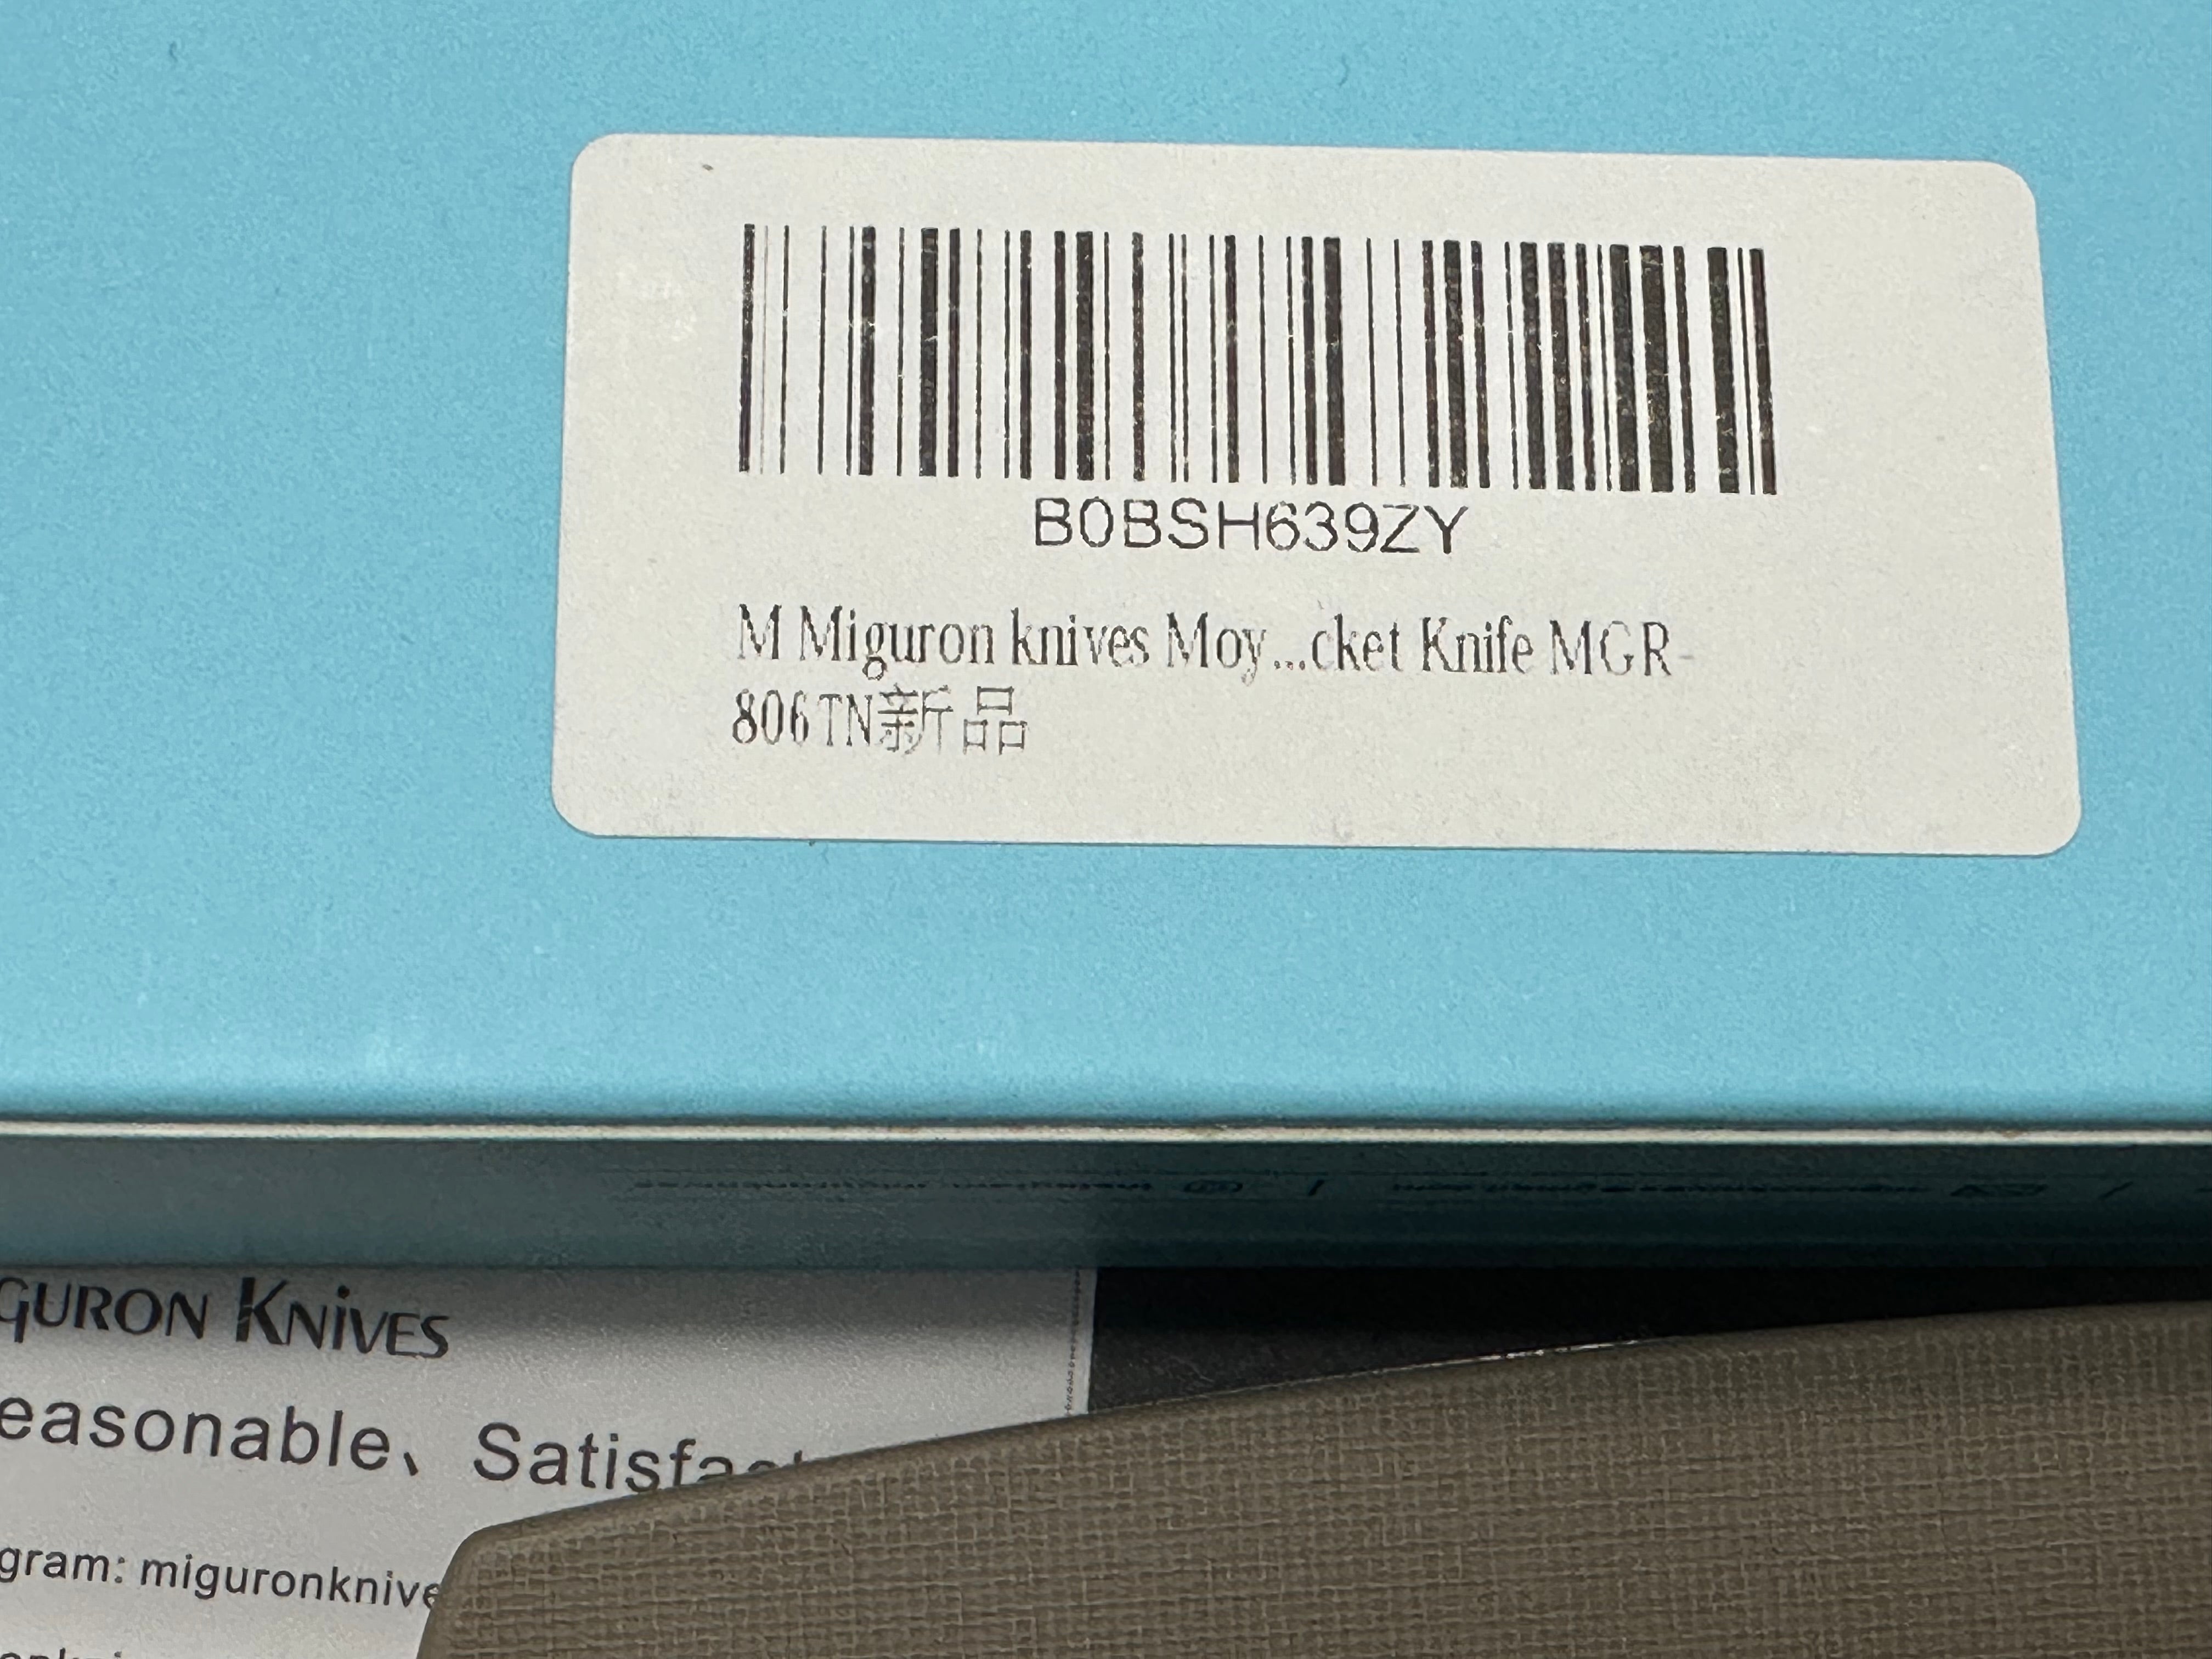 B0BSH639ZY
M Miguron knives Moy...cket Knife MGR-
806TN新品
GURON KNIVES
easonable、Satisfact
gram: miguronknive